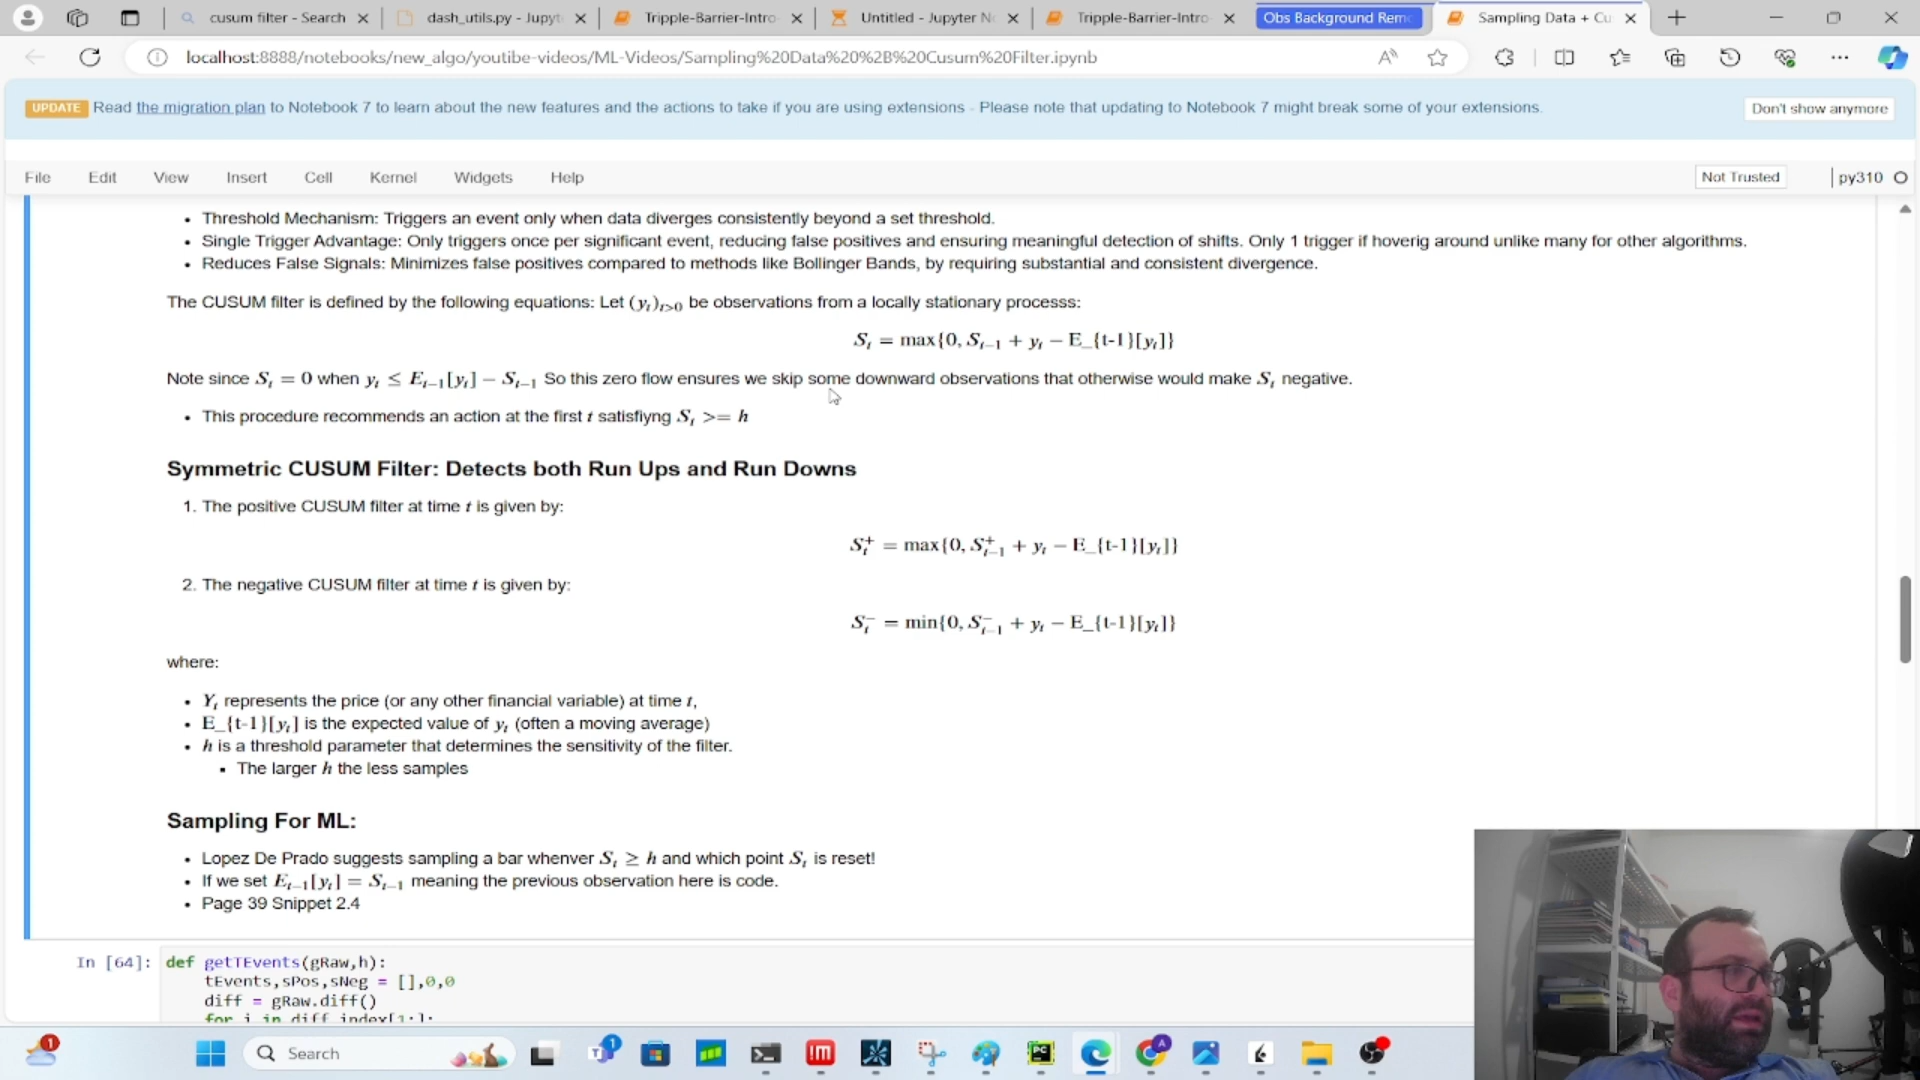 cusum filter - Search
dash_utils.py - Jupyt
Tripple-Barrier-Intro-
Untitled - Jupyter No
Tripple-Barrier-Intro-
Obs Background Rem
Sampling Data + Cu
localhost:8888/notebooks/new_algo/youtibe-videos/ML-Videos/Sampling%20Data%20%2B%20Cusum%20Filter.ipynb
UPDATE Read the migration plan to Notebook 7 to learn about the new features and the actions to take if you are using extensions - Please note that updating to Notebook 7 might break some of your extensions.
Don't show anymore
File Edit View Insert Cell Kernel Widgets Help
Not Trusted
py310
• Threshold Mechanism: Triggers an event only when data diverges consistently beyond a set threshold.
• Single Trigger Advantage: Only triggers once per significant event, reducing false positives and ensuring meaningful detection of shifts. Only 1 trigger if hoverig around unlike many for other algorithms.
• Reduces False Signals: Minimizes false positives compared to methods like Bollinger Bands, by requiring substantial and consistent divergence.
The CUSUM filter is defined by the following equations: Let (y_t)_{t>0} be observations from a locally stationary processs:
S_t = max{0, S_{t−1} + y_t − E_{t-1}[y_t]}
Note since S_t = 0 when y_t ≤ E_{t−1}[y_t] − S_{t−1} So this zero flow ensures we skip some downward observations that otherwise would make S_t negative.
• This procedure recommends an action at the first t satisfiyng S_t >= h
Symmetric CUSUM Filter: Detects both Run Ups and Run Downs
1. The positive CUSUM filter at time t is given by:
S_t^+ = max{0, S_{t−1}^+ + y_t − E_{t-1}[y_t]}
2. The negative CUSUM filter at time t is given by:
S_t^− = min{0, S_{t−1}^− + y_t − E_{t-1}[y_t]}
where:
• Y_t represents the price (or any other financial variable) at time t,
• E_{t-1}[y_t] is the expected value of y_t (often a moving average)
• h is a threshold parameter that determines the sensitivity of the filter.
▪ The larger h the less samples
Sampling For ML:
• Lopez De Prado suggests sampling a bar whenver S_t ≥ h and which point S_t is reset!
• If we set E_{t−1}[y_t] = S_{t−1} meaning the previous observation here is code.
• Page 39 Snippet 2.4
In [64]: def getTEvents(gRaw,h):
tEvents,sPos,sNeg = [],0,0
diff = gRaw.diff()
for i in diff.index[1:]:
Search